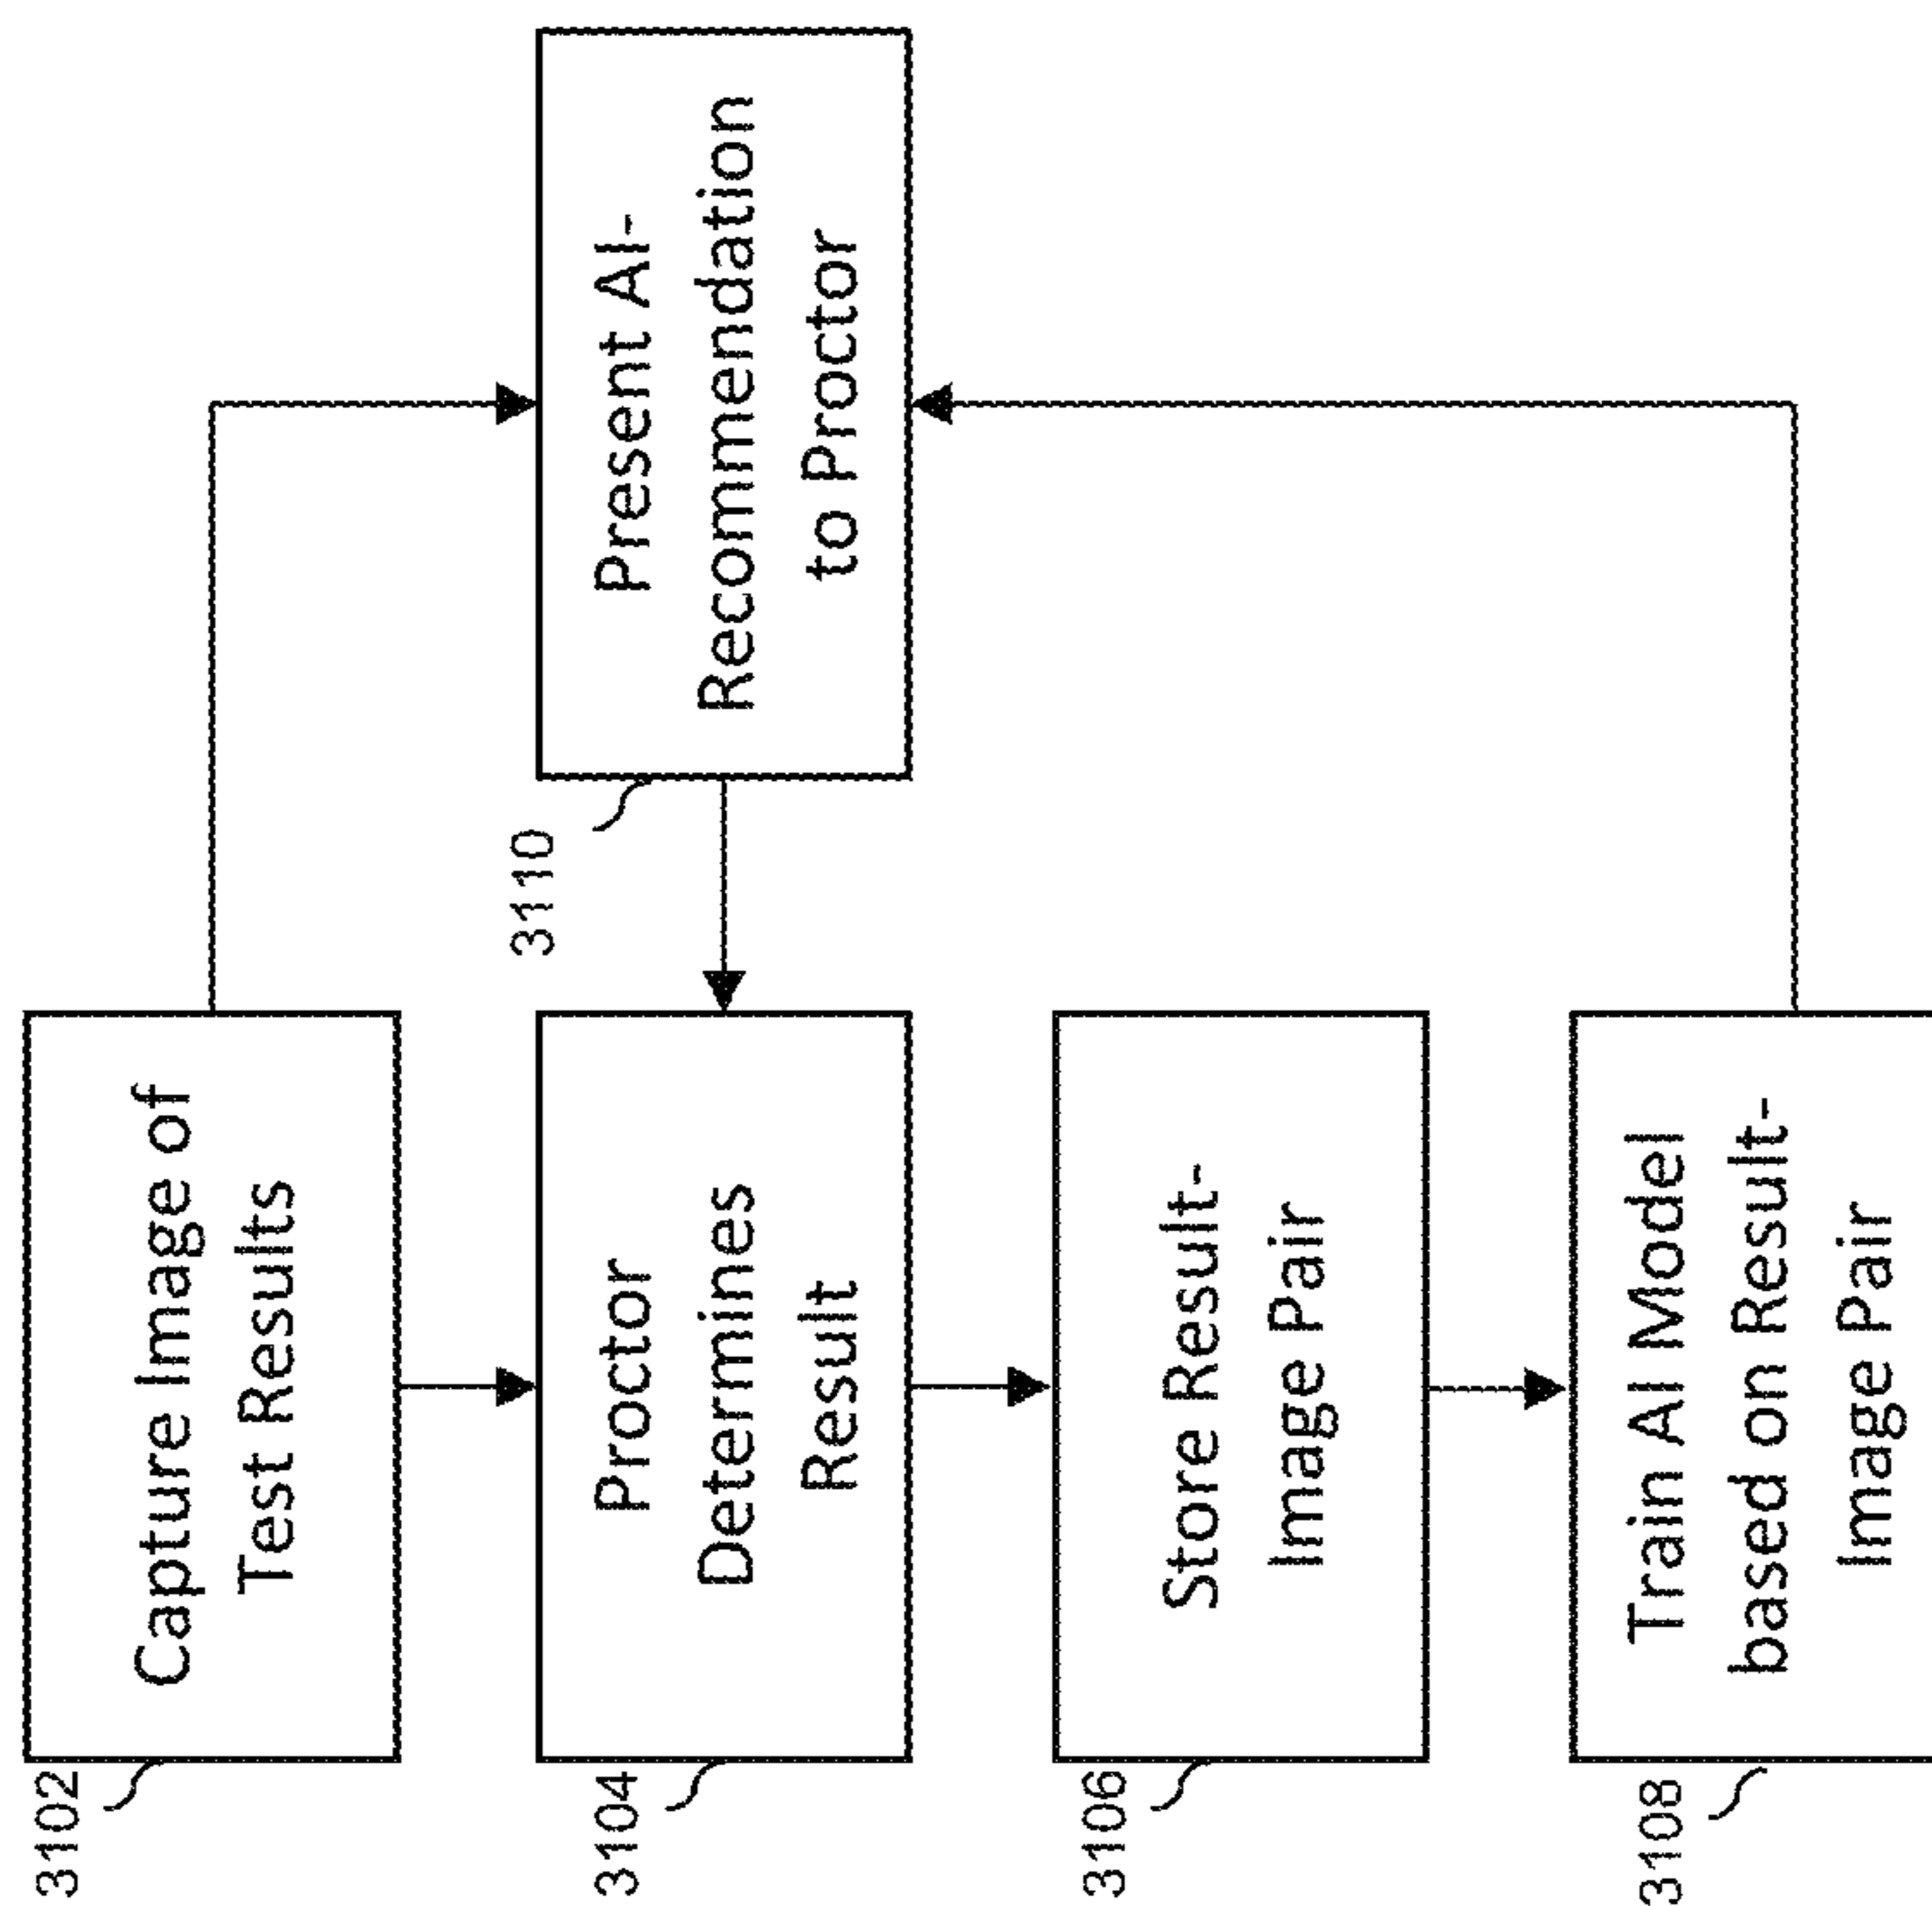 3102
Capture Image of
Test Results
3104
Proctor
Determines
Result
3110
Present AI-
Recommendation
to Proctor
3106
Store Result-
Image Pair
3108
Train AI Model
based on Result-
Image Pair